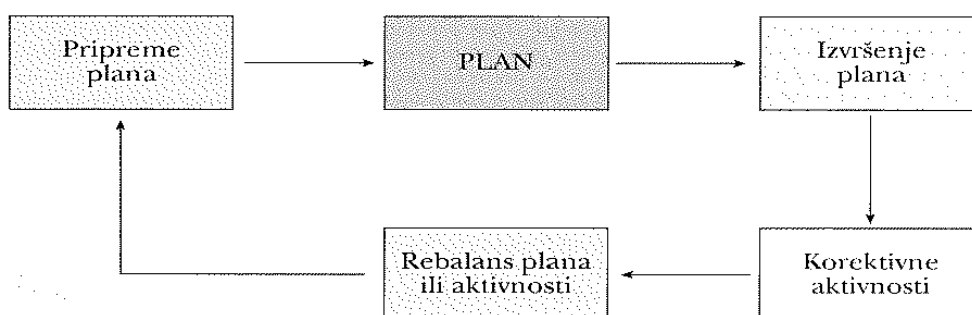 Pripreme
plana
PLAN
Izvršenje
plana
Rebalans plana
ili aktivnosti
Korektivne
aktivnosti